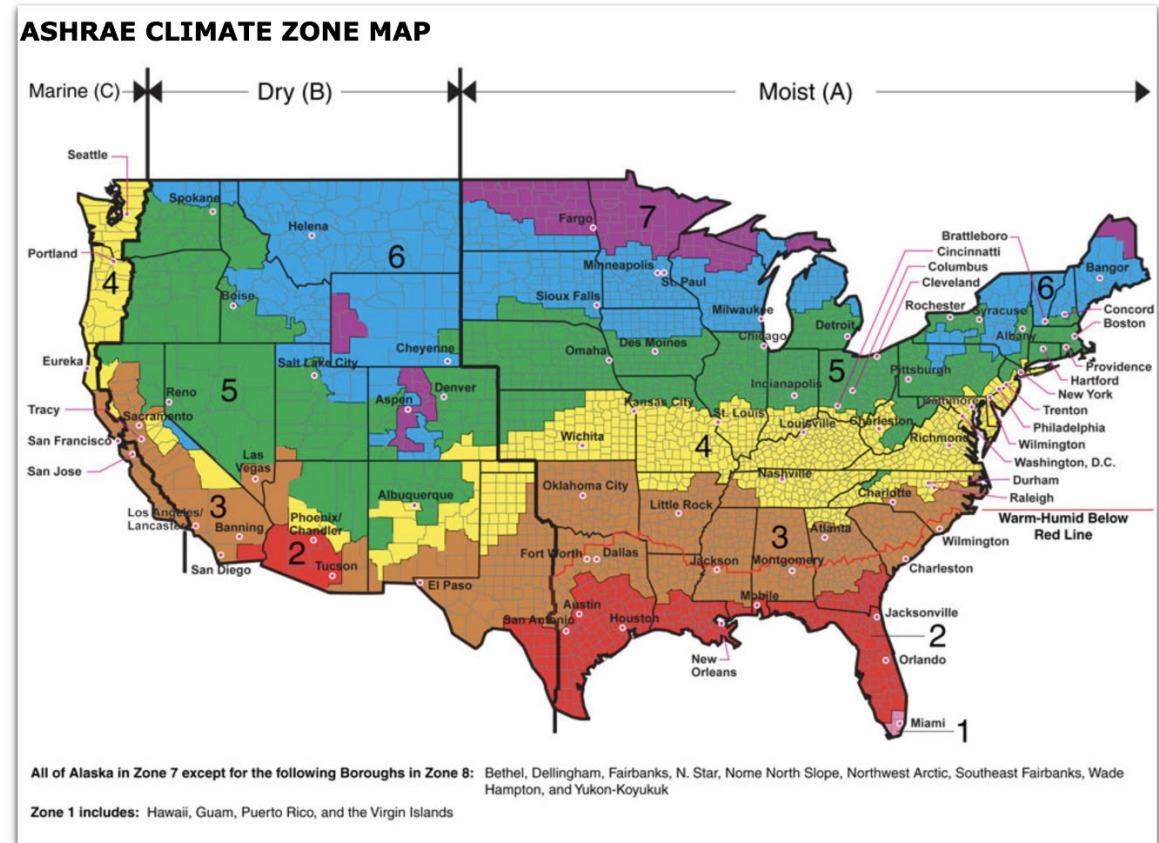 ASHRAE CLIMATE ZONE MAP
Marine (C)
Dry (B)
Moist (A)
Seattle
Spokane
Helena
Fargo
7
Portland
4
6
Minneapolis
St. Paul
Brattleboro
Cincinnatti
Columbus
Cleveland
Bangor
6
Boise
Sioux Falls
Milwaukee
Rochester
Syracuse
Concord
Boston
Detroit
Albany
Eureka
Salt Lake City
Cheyenne
Omaha
Des Moines
Chicago
5
Pittsburgh
Providence
Hartford
Reno
5
Aspen
Denver
Indianapolis
New York
Tracy
Sacramento
Kansas City
St. Louis
Louisville
Charleston
Baltimore
Trenton
Philadelphia
San Francisco
Wichita
4
Richmond
Wilmington
San Jose
Las
Vegas
Nashville
Washington, D.C.
Durham
Albuquerque
Oklahoma City
Little Rock
Charlotte
Raleigh
3
Los Angeles/
Lancaster
Banning
Phoenix/
Chandler
2
Atlanta
3
Warm-Humid Below
Red Line
Wilmington
San Diego
Tucson
El Paso
Fort Worth
Dallas
Jackson
Montgomery
Charleston
Austin
San Antonio
Houston
Mobile
Jacksonville
2
New
Orleans
Orlando
Miami
1
All of Alaska in Zone 7 except for the following Boroughs in Zone 8: Bethel, Dellingham, Fairbanks, N. Star, Nome North Slope, Northwest Arctic, Southeast Fairbanks, Wade
Hampton, and Yukon-Koyukuk
Zone 1 includes: Hawaii, Guam, Puerto Rico, and the Virgin Islands